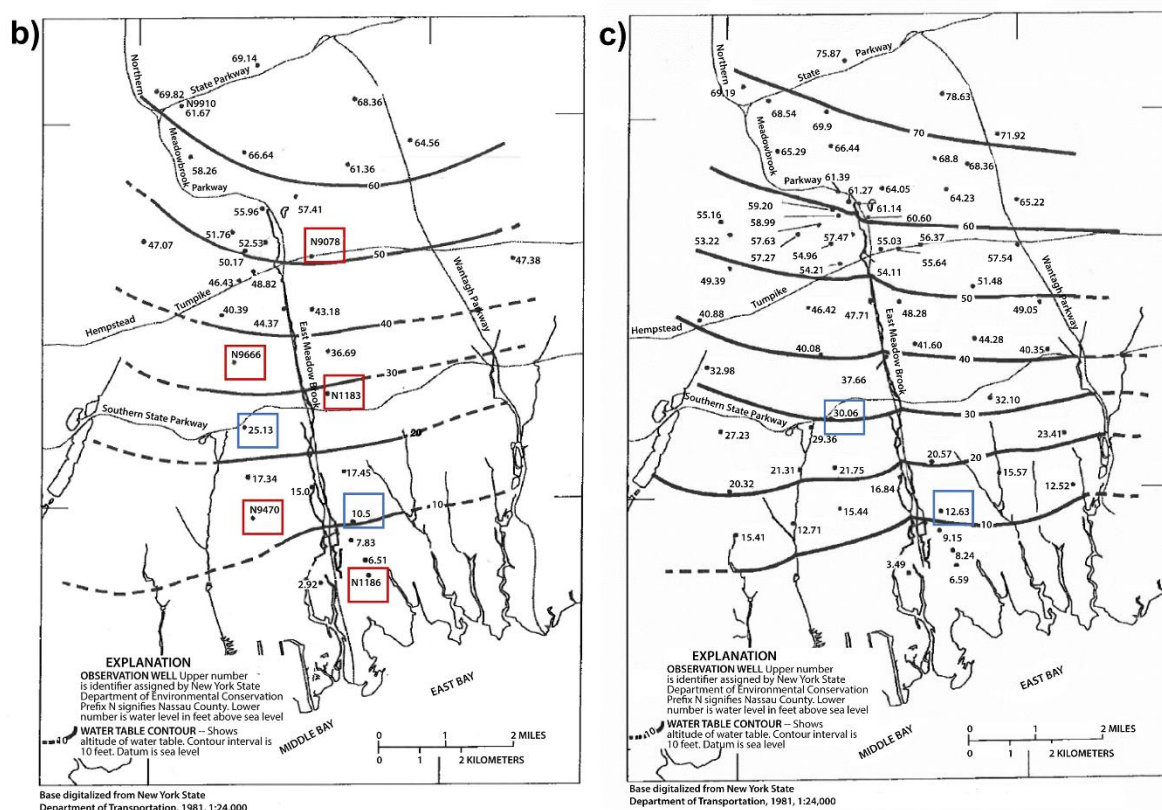 b)
69.14
State Parkway
Northern
69.82
N9910
61.67
68.36
Meadowbrook
Parkway
64.56
66.64
58.26
61.36
60
55.96
57.41
51.76
52.53
N9078
47.07
50.17
50
47.38
46.43
48.82
Wantagh Parkway
Turnpike
Hempstead
40.39
44.37
43.18
40
East Meadow Brook
36.69
N9666
30
N1183
Southern State Parkway
25.13
20
17.34
17.45
15.0
N9470
10.5
10
7.83
6.51
2.92
N1186
EXPLANATION
OBSERVATION WELL Upper number
is identifier assigned by New York State
Department of Environmental Conservation
Prefix N signifies Nassau County. Lower
number is water level in feet above sea level
WATER TABLE CONTOUR -- Shows
altitude of water table. Contour interval is
10 feet. Datum is sea level
10
EAST BAY
MIDDLE BAY
0 1 2 MILES
0 1 2 KILOMETERS
Base digitalized from New York State
Department of Transportation, 1981, 1:24,000
c)
75.87
Parkway
State
Northern
69.19
68.54
69.9
78.63
70
71.92
Meadowbrook
65.29
66.44
68.8
68.36
Parkway
61.39
61.27
64.05
64.23
65.22
59.20
61.14
55.16
58.99
60.60
60
53.22
57.63
57.47
55.03
56.37
57.27
54.96
55.64
57.54
54.21
54.11
49.39
51.48
50
Wantagh Parkway
Turnpike
46.42
47.71
48.28
49.05
Hempstead
40.88
40.08
41.60
44.28
40.35
40
East Meadow Brook
32.98
37.66
32.10
Southern State Parkway
30.06
30
27.23
29.36
23.41
20.57
20
21.31
21.75
15.57
20.32
16.84
12.52
15.44
12.63
12.71
10
15.41
9.15
8.24
3.49
6.59
EXPLANATION
OBSERVATION WELL Upper number
is identifier assigned by New York State
Department of Environmental Conservation
Prefix N signifies Nassau County. Lower
number is water level in feet above sea level
WATER TABLE CONTOUR -- Shows
altitude of water table. Contour interval is
10 feet. Datum is sea level
10
EAST BAY
MIDDLE BAY
0 1 2 MILES
0 1 2 KILOMETERS
Base digitalized from New York State
Department of Transportation, 1981, 1:24,000